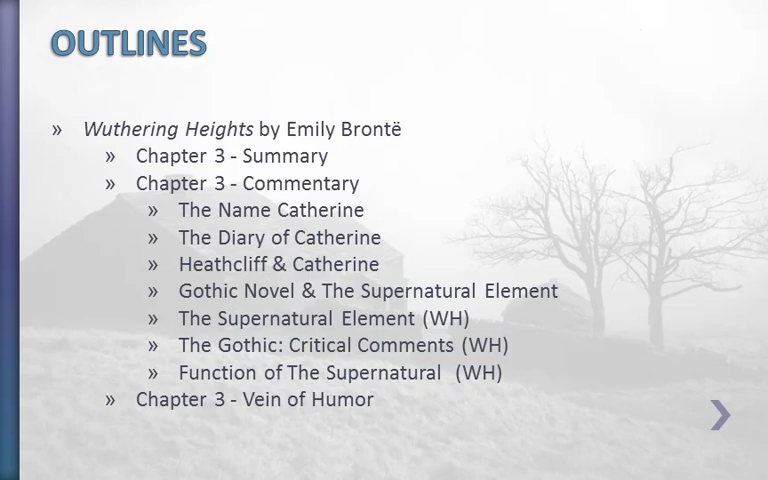 OUTLINES
» Wuthering Heights by Emily Brontë
» Chapter 3 - Summary
» Chapter 3 - Commentary
» The Name Catherine
» The Diary of Catherine
» Heathcliff & Catherine
» Gothic Novel & The Supernatural Element
» The Supernatural Element (WH)
» The Gothic: Critical Comments (WH)
» Function of The Supernatural (WH)
» Chapter 3 - Vein of Humor